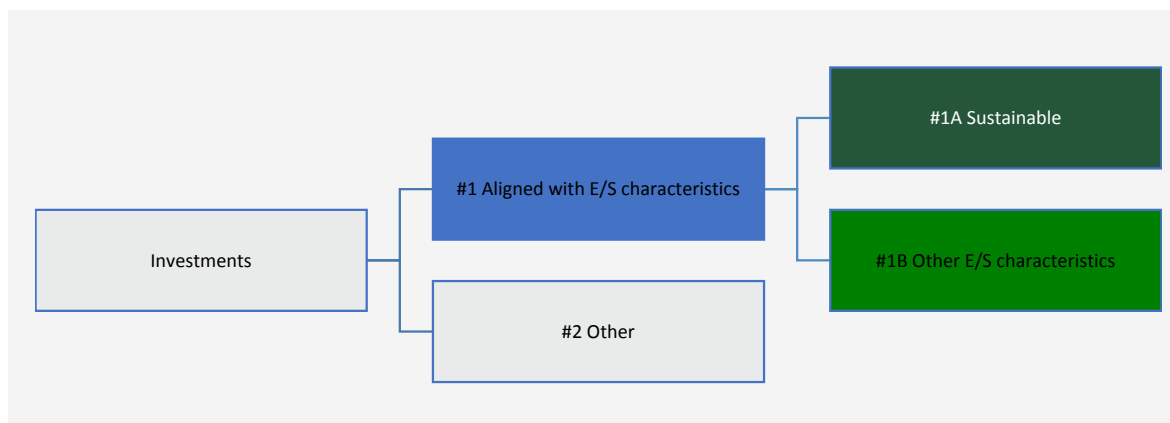 Investments
#1 Aligned with E/S characteristics
#2 Other
#1A Sustainable
#1B Other E/S characteristics